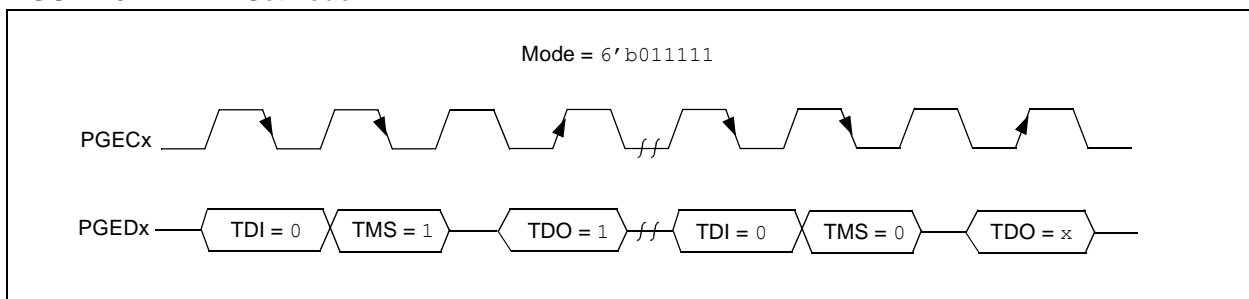 Mode = 6'b011111
PGECx
PGEDx
TDI = 0
TMS = 1
TDO = 1
TDI = 0
TMS = 0
TDO = x